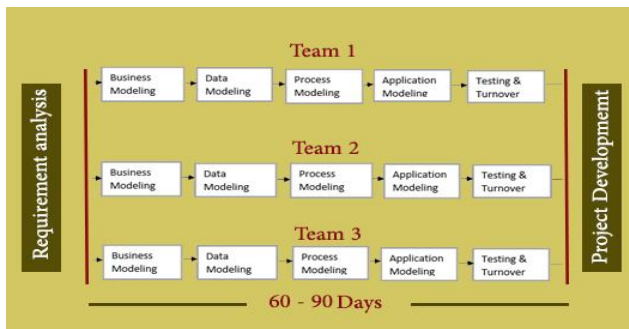 Requirement analysis
Team 1
Business
Modeling
Data
Modeling
Process
Modeling
Application
Modeling
Testing &
Turnover
Team 2
Business
Modeling
Data
Modeling
Process
Modeling
Application
Modeling
Testing &
Turnover
Team 3
Business
Modeling
Data
Modeling
Process
Modeling
Application
Modeling
Testing &
Turnover
60 - 90 Days
Project Development